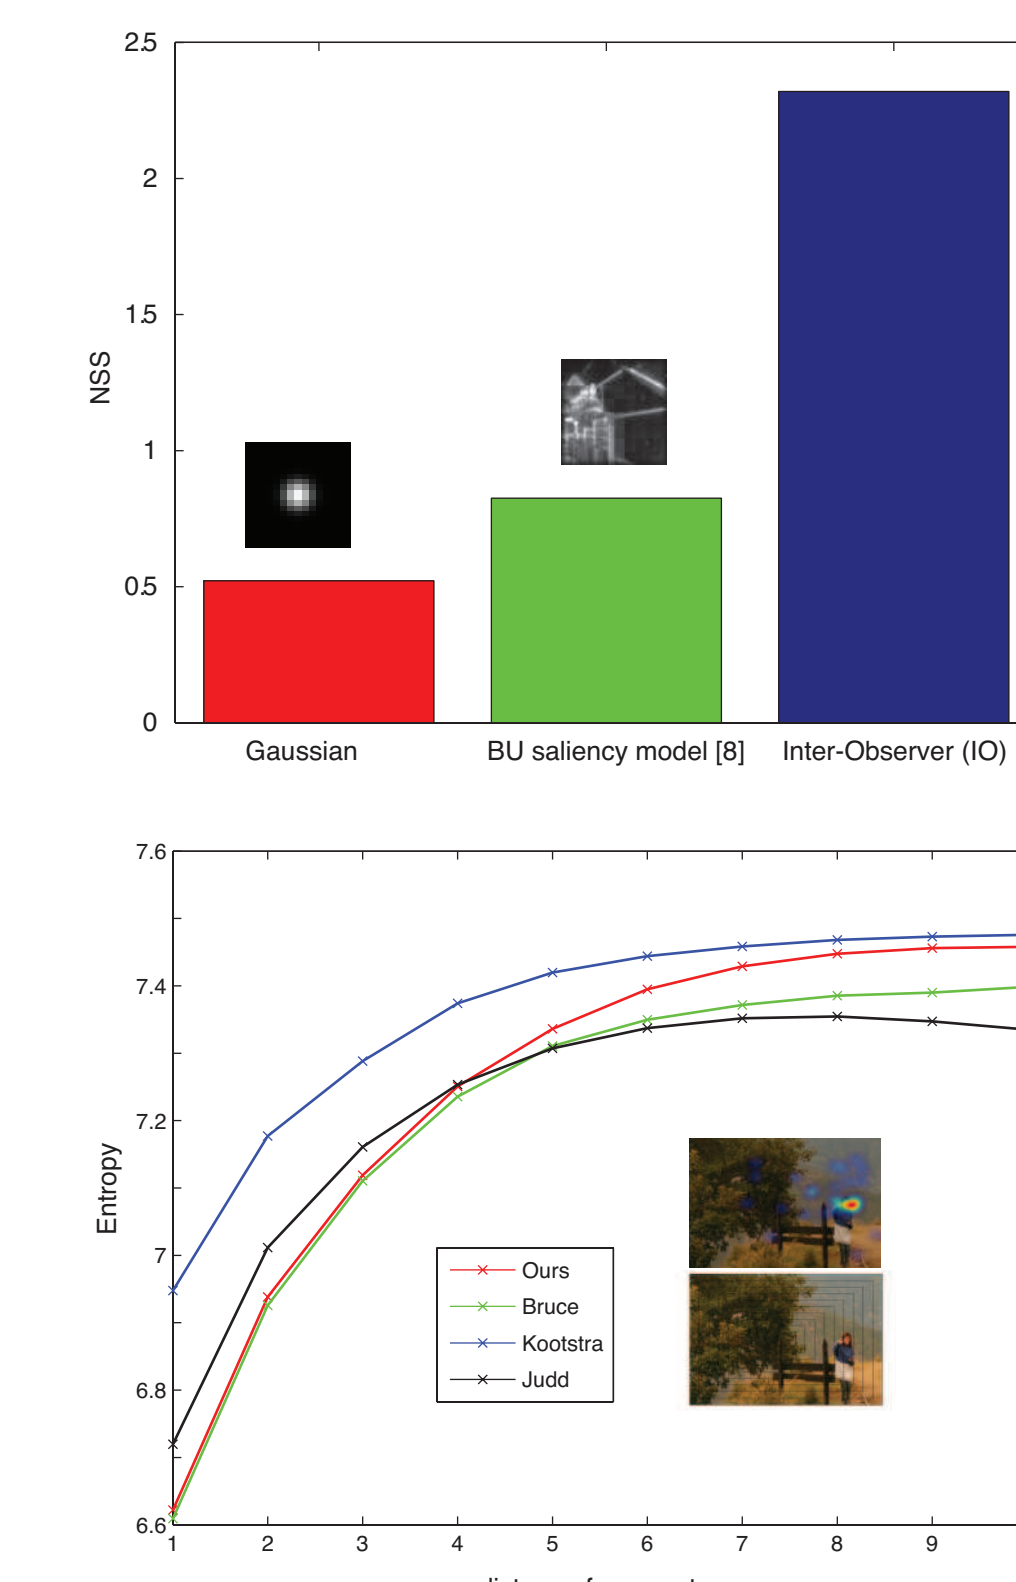 2.5
2
1.5
1
0.5
0
NSS
Gaussian BU saliency model [8] Inter-Observer (IO)
7.6
7.4
7.2
7
6.8
6.6
Entropy
Ours
Bruce
Kootstra
Judd
1 2 3 4 5 6 7 8 9